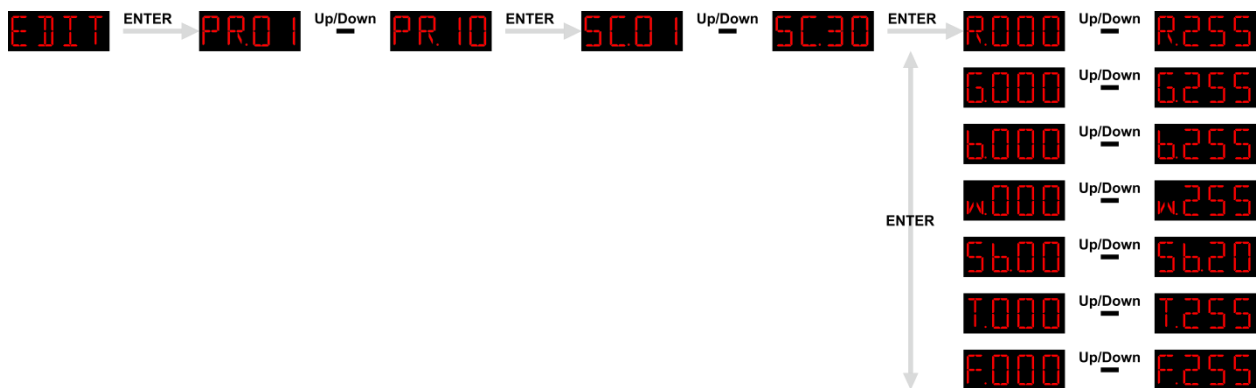 EDIT ENTER PR.01 Up/Down PR.10 ENTER SC.01 Up/Down SC.30 ENTER R.000 Up/Down R.255
G.000 Up/Down G.255
b.000 Up/Down b.255
w.000 Up/Down w.255
ENTER
Sb.00 Up/Down Sb.20
T.000 Up/Down T.255
F.000 Up/Down F.255